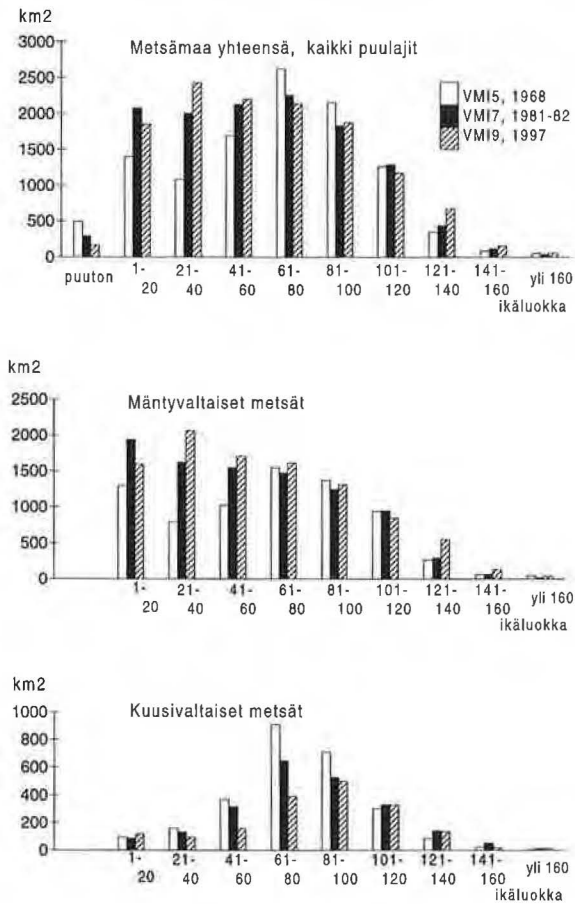 km2
Metsämaa yhteensä, kaikki puulajit
VMI5, 1968
VMI7, 1981-82
VMI9, 1997
3000
2500
2000
1500
1000
500
0
puuton 1- 21- 41- 61- 81- 101- 121- 141- yli 160
20 40 60 80 100 120 140 160
ikäluokka
km2
Mäntyvaltaiset metsät
2500
2000
1500
1000
500
0
1- 21- 41- 61- 81- 101- 121- 141- yli 160
20 40 60 80 100 120 140 160
ikäluokka
km2
Kuusivaltaiset metsät
1000
800
600
400
200
0
1- 21- 41- 61- 81- 101- 121- 141- yli 160
20 40 60 80 100 120 140 160
ikäluokka